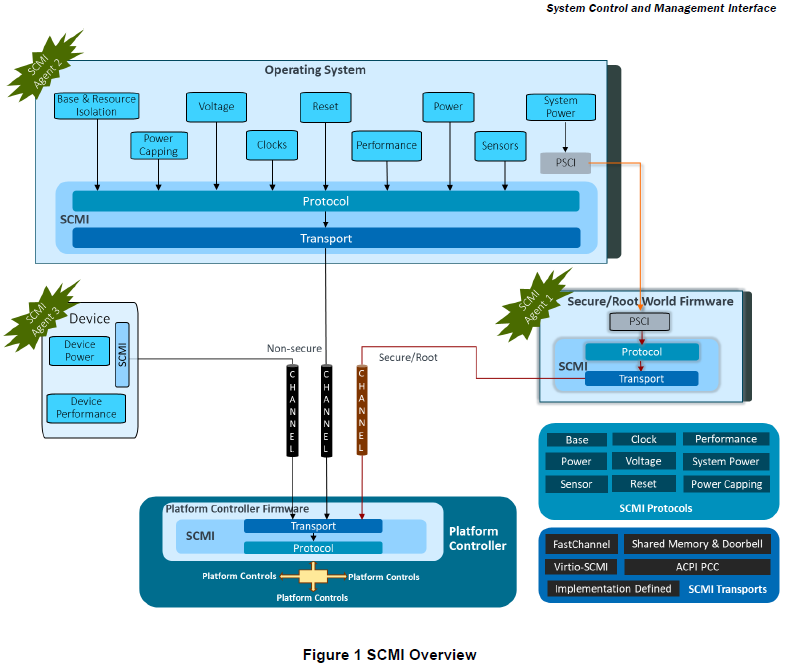 System Control and Management Interface
SCMI
Agent 2
Operating System
Base & Resource
Isolation
Voltage
Reset
Power
System
Power
Power
Capping
Clocks
Performance
Sensors
PSCI
Protocol
SCMI
Transport
SCMI
Agent 3
Device
Device
Power
SCMI
Device
Performance
SCMI
Agent 1
Secure/Root World Firmware
PSCI
Protocol
SCMI
Transport
Non-secure
Secure/Root
CHANNEL
CHANNEL
CHANNEL
Platform Controller Firmware
Transport
SCMI
Protocol
Platform
Controller
Platform Controls
Platform Controls
Platform Controls
Base
Clock
Performance
Power
Voltage
System Power
Sensor
Reset
Power Capping
SCMI Protocols
FastChannel
Shared Memory & Doorbell
Virtio-SCMI
ACPI PCC
Implementation Defined
SCMI Transports
Figure 1 SCMI Overview